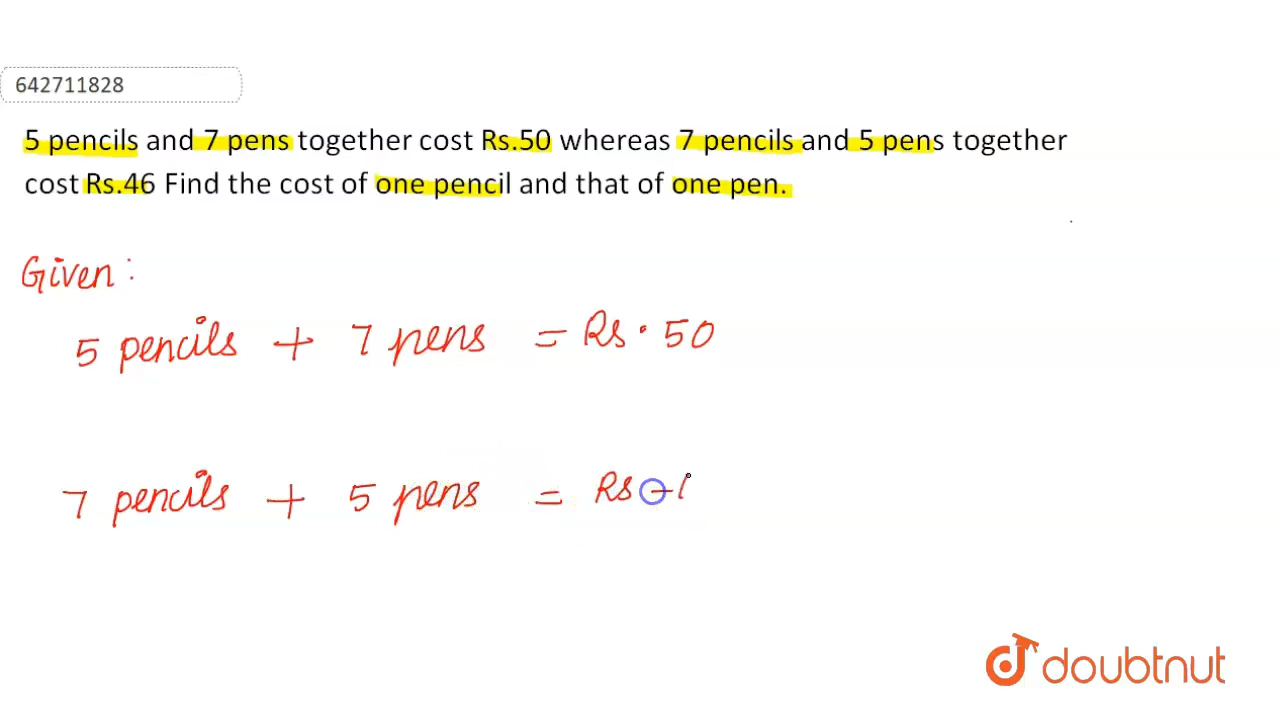 642711828
5 pencils and 7 pens together cost Rs.50 whereas 7 pencils and 5 pens together
cost Rs.46 Find the cost of one pencil and that of one pen.
Given :
5 pencils + 7 pens = Rs. 50
7 pencils + 5 pens = Rs
doubtnut